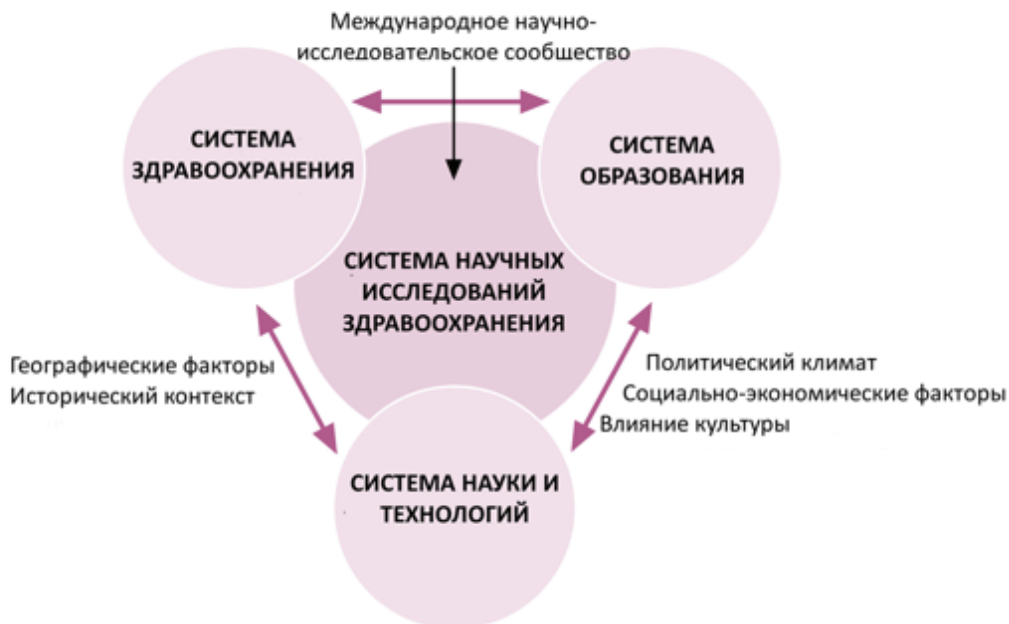 Международное научно-
исследовательское сообщество
СИСТЕМА
ЗДРАВООХРАНЕНИЯ
СИСТЕМА
ОБРАЗОВАНИЯ
СИСТЕМА НАУЧНЫХ
ИССЛЕДОВАНИЙ
ЗДРАВООХРАНЕНИЯ
Географические факторы
Исторический контекст
Политический климат
Социально-экономические факторы
Влияние культуры
СИСТЕМА НАУКИ И
ТЕХНОЛОГИЙ